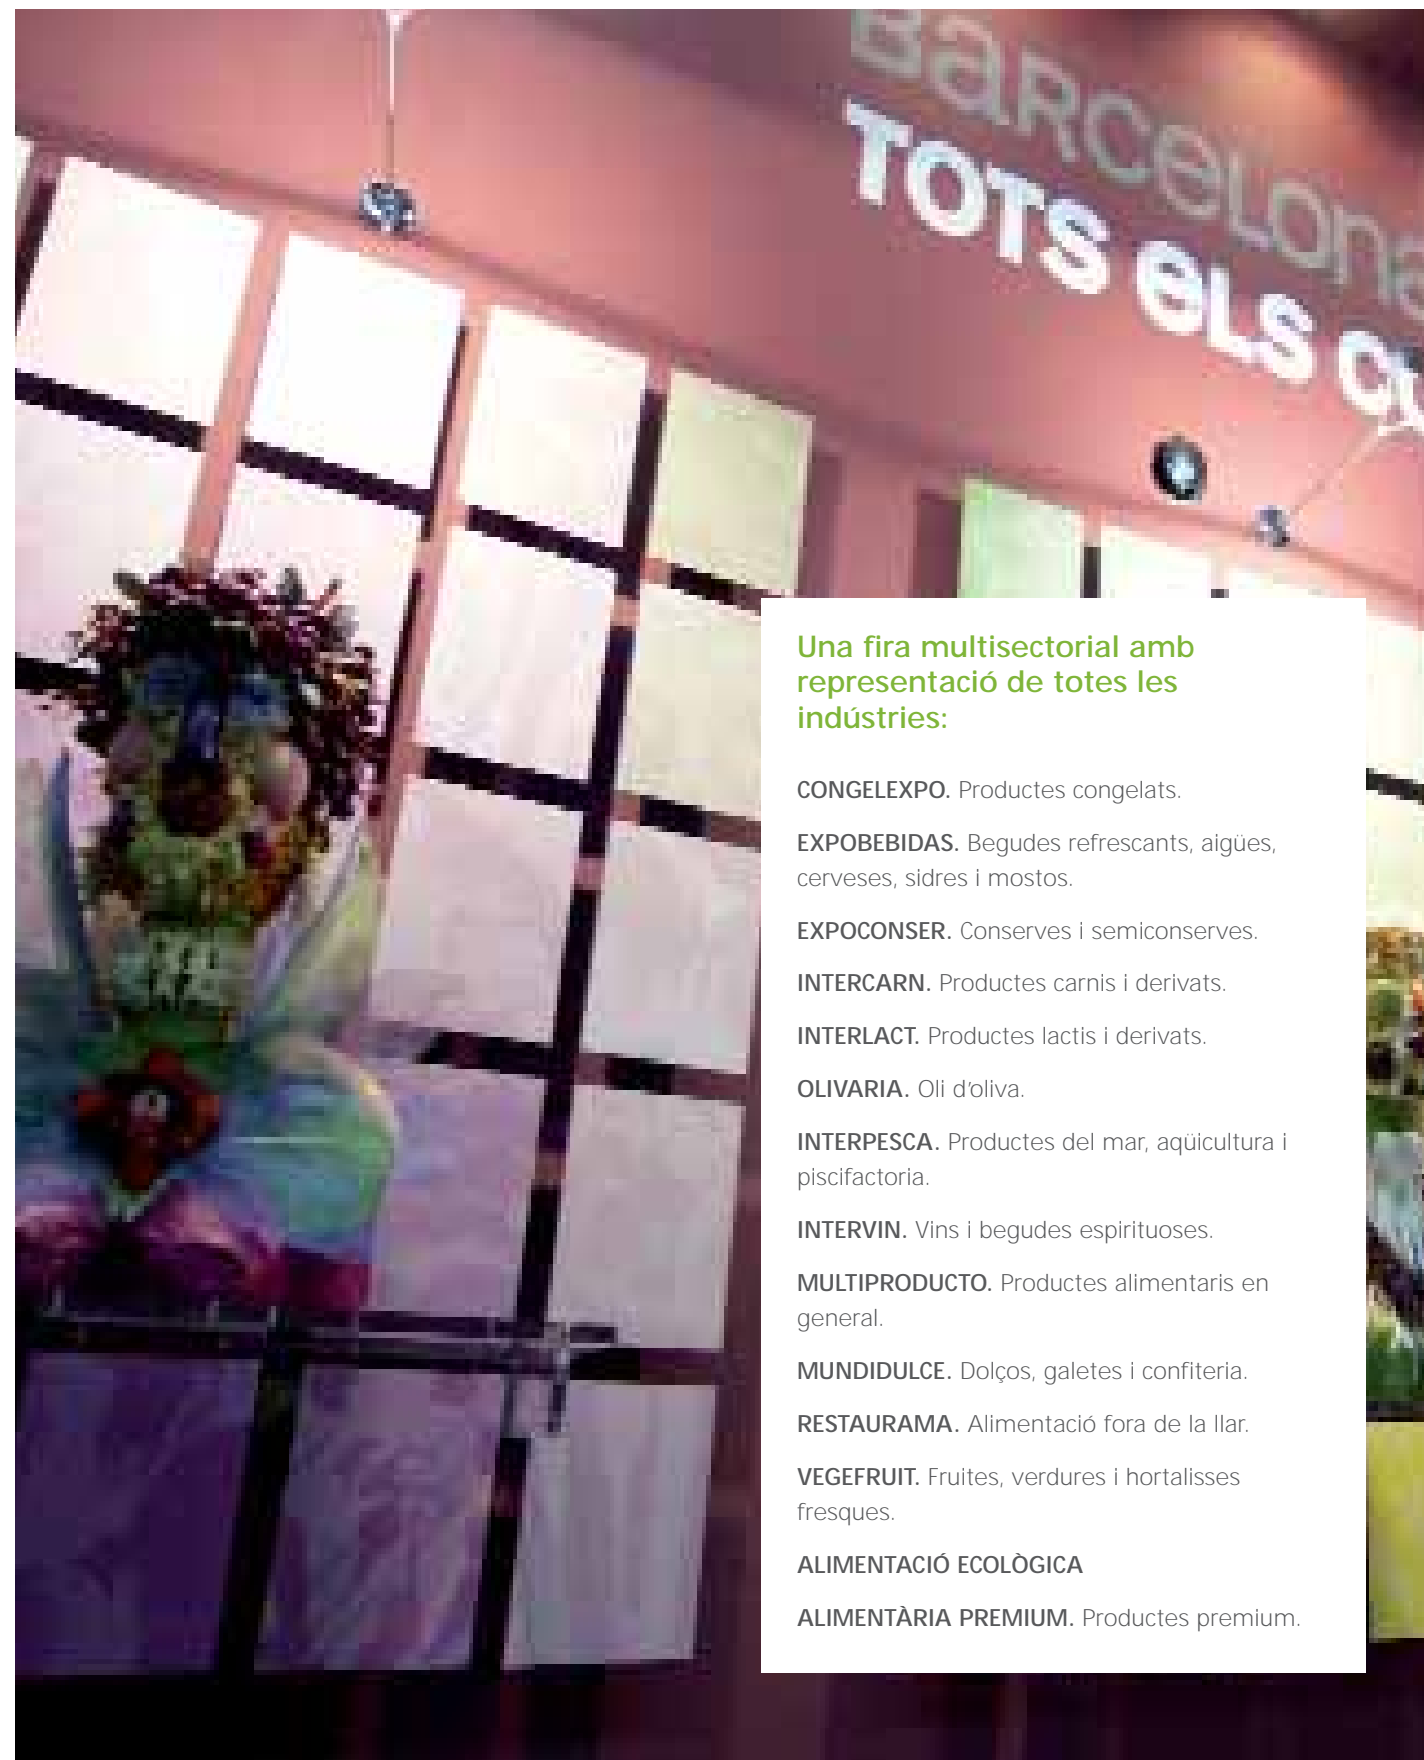 BARCELONA
TOTS ELS
Una fira multisectorial amb
representació de totes les
indústries:
CONGELEXPO. Productes congelats.
EXPOBEBIDAS. Begudes refrescants, aigües,
cerveses, sidres i mostos.
EXPOCONSER. Conserves i semiconserves.
INTERCARN. Productes carnis i derivats.
INTERLACT. Productes lactis i derivats.
OLIVARIA. Oli d’oliva.
INTERPESCA. Productes del mar, aqüicultura i
piscifactoria.
INTERVIN. Vins i begudes espirituoses.
MULTIPRODUCTO. Productes alimentaris en
general.
MUNDIDULCE. Dolços, galetes i confiteria.
RESTAURAMA. Alimentació fora de la llar.
VEGEFRUIT. Fruites, verdures i hortalisses
fresques.
ALIMENTACIÓ ECOLÒGICA
ALIMENTÀRIA PREMIUM. Productes premium.